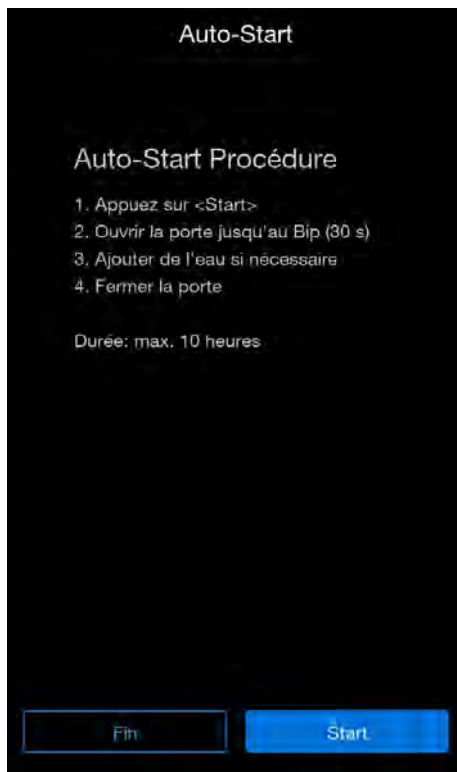 Auto-Start
Auto-Start Procédure
1. Appuez sur <Start>
2. Ouvrir la porte jusqu'au Bip (30 s)
3. Ajouter de l'eau si nécessaire
4. Fermer la porte
Durée: max. 10 heures
Fin
Start